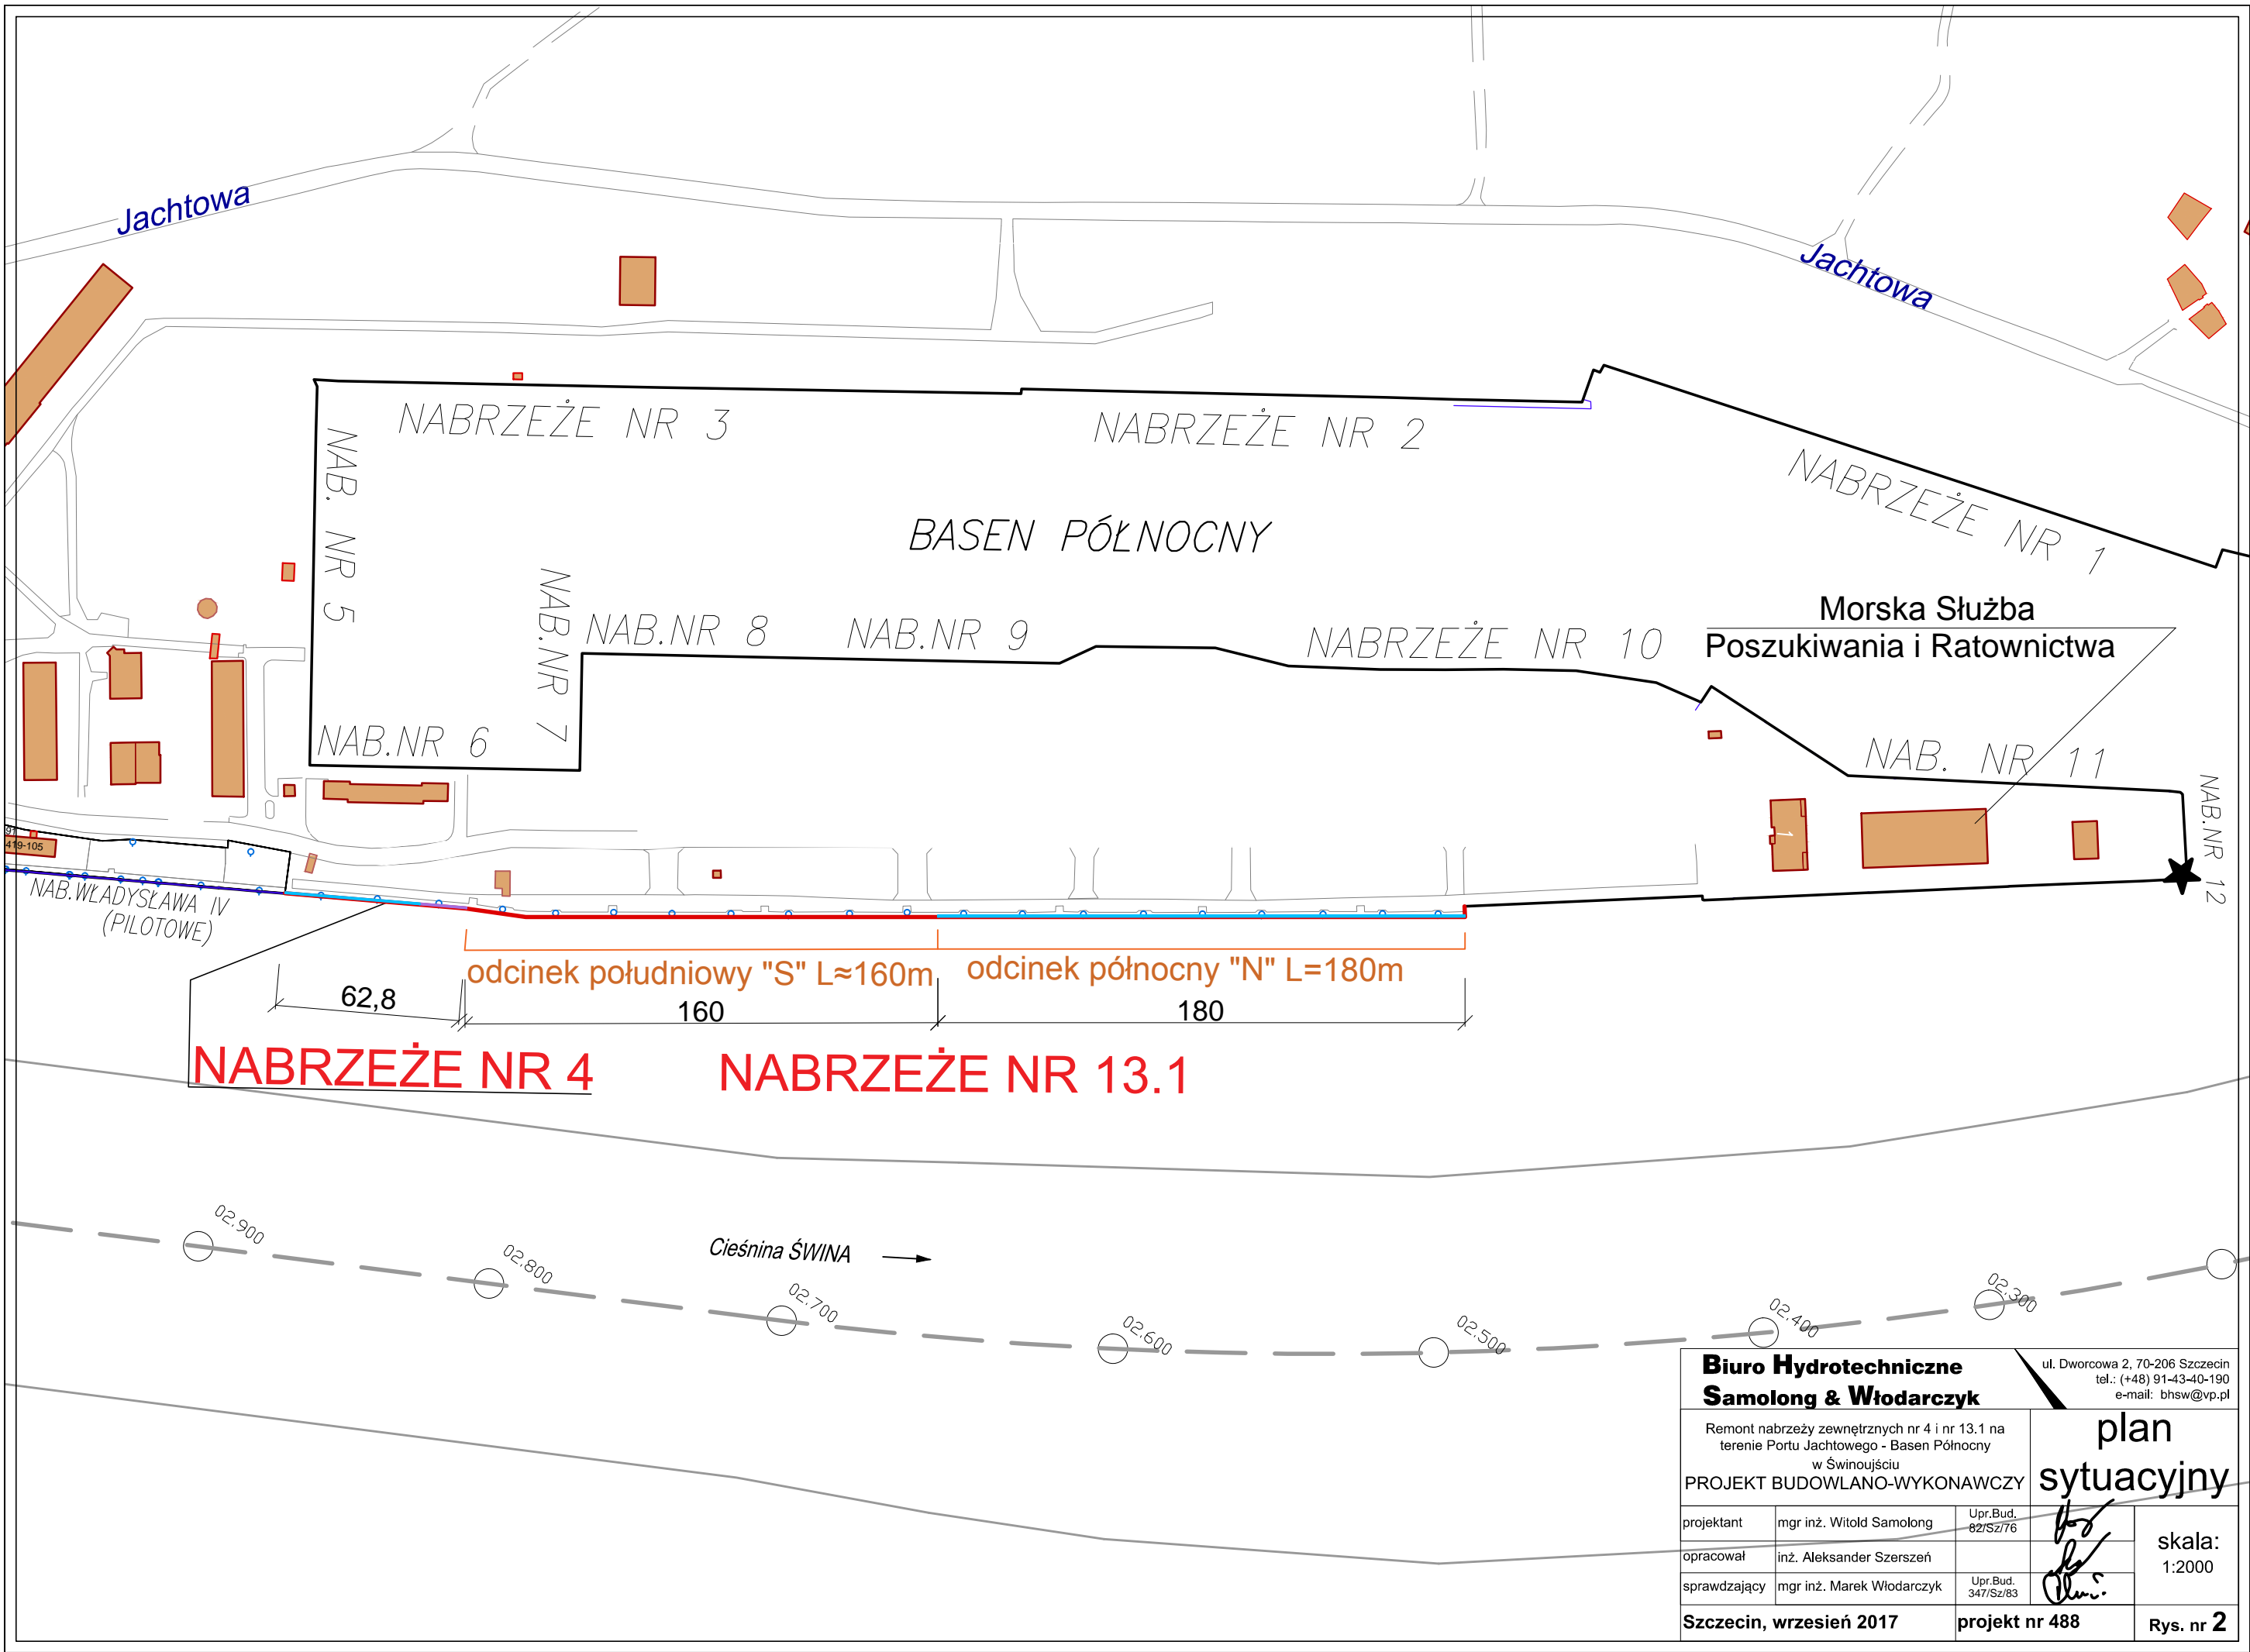 Jachtowa
Jachtowa
NABRZEŻE NR 3
NABRZEŻE NR 2
NABRZEŻE NR 1
NAB. NR 5
BASEN PÓŁNOCNY
NAB.NR 7
NAB.NR 8
NAB.NR 9
NABRZEŻE NR 10
Morska Służba
Poszukiwania i Ratownictwa
NAB.NR 6
NAB. NR 11
NAB.NR 12
1
419-105
NAB.WŁADYSŁAWA IV
(PILOTOWE)
odcinek południowy "S" L≈160m
odcinek północny "N" L=180m
62,8
160
180
NABRZEŻE NR 4
NABRZEŻE NR 13.1
02.900
02.800
02.700
02.600
02.500
02.400
02.300
Cieśnina ŚWINA
Biuro Hydrotechniczne
Samolong & Włodarczyk
ul. Dworcowa 2, 70-206 Szczecin
tel.: (+48) 91-43-40-190
e-mail: bhsw@vp.pl
Remont nabrzeży zewnętrznych nr 4 i nr 13.1 na
terenie Portu Jachtowego - Basen Północny
w Świnoujściu
PROJEKT BUDOWLANO-WYKONAWCZY
plan
sytuacyjny
projektant mgr inż. Witold Samolong Upr.Bud. 82/Sz/76
opracował inż. Aleksander Szerszeń
sprawdzający mgr inż. Marek Włodarczyk Upr.Bud. 347/Sz/83
skala:
1:2000
Szczecin, wrzesień 2017 projekt nr 488 Rys. nr 2